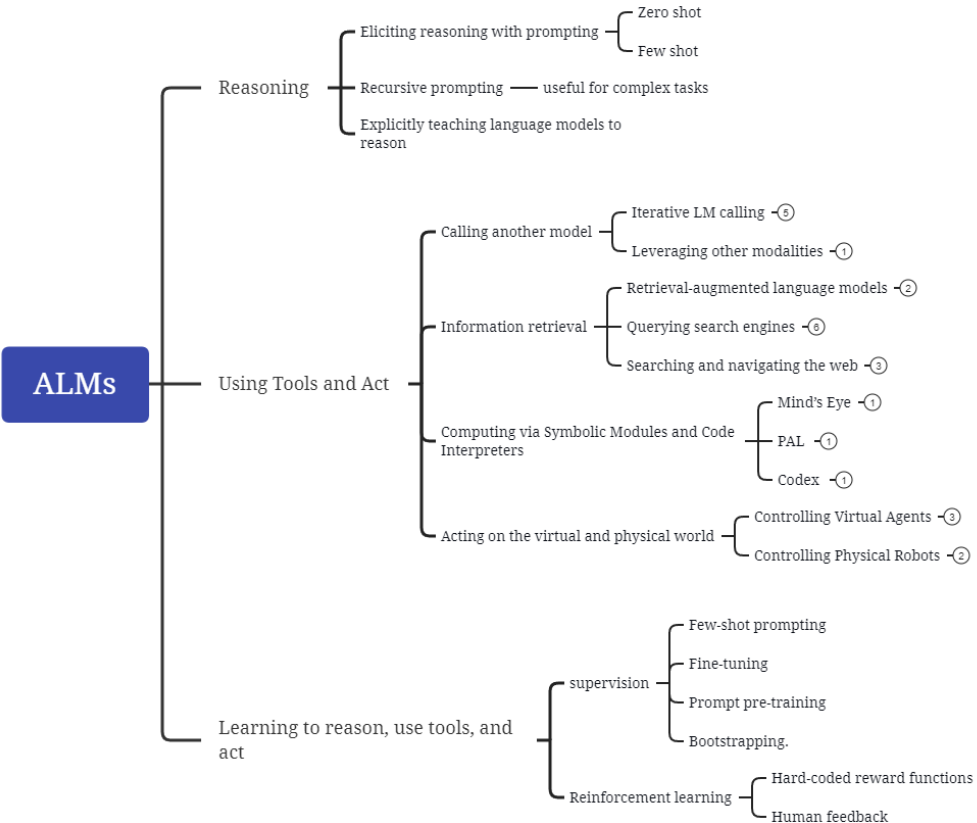 Zero shot
Eliciting reasoning with prompting
Few shot
Reasoning
Recursive prompting
useful for complex tasks
Explicitly teaching language models to
reason
Iterative LM calling 5
Calling another model
Leveraging other modalities 1
Retrieval-augmented language models 2
Information retrieval
Querying search engines 6
Searching and navigating the web 3
ALMs
Using Tools and Act
Mind’s Eye 1
Computing via Symbolic Modules and Code
Interpreters
PAL 1
Codex 1
Controlling Virtual Agents 3
Acting on the virtual and physical world
Controlling Physical Robots 2
Few-shot prompting
Fine-tuning
supervision
Prompt pre-training
Learning to reason, use tools, and
act
Bootstrapping.
Hard-coded reward functions
Reinforcement learning
Human feedback